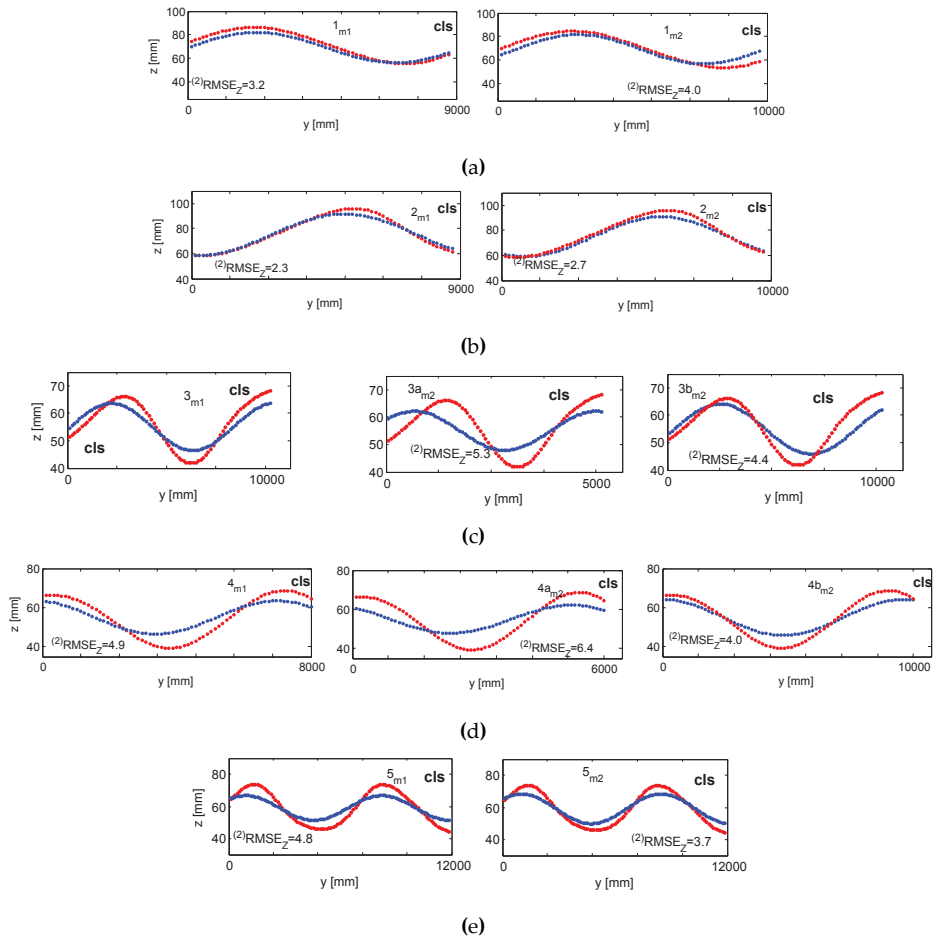 100
80
60
40
z [mm]
1m1
cls
(2)RMSEZ=3.2
0
9000
y [mm]
100
80
60
40
1m2
cls
(2)RMSEZ=4.0
0
10000
y [mm]
(a)
100
80
60
40
z [mm]
2m1
cls
(2)RMSEZ=2.3
0
9000
y [mm]
100
80
60
40
2m2
cls
(2)RMSEZ=2.7
0
10000
y [mm]
(b)
70
60
50
40
z [mm]
3m1
cls
cls
0
10000
y [mm]
70
60
50
40
3am2
cls
(2)RMSEZ=5.3
0
5000
y [mm]
70
60
50
40
3bm2
cls
(2)RMSEZ=4.4
0
10000
y [mm]
(c)
80
60
40
z [mm]
4m1
cls
(2)RMSEZ=4.9
0
8000
y [mm]
80
60
40
4am2
cls
(2)RMSEZ=6.4
0
6000
y [mm]
80
60
40
4bm2
cls
(2)RMSEZ=4.0
0
10000
y [mm]
(d)
80
60
40
z [mm]
5m1
cls
(2)RMSEZ=4.8
0
12000
y [mm]
80
60
40
5m2
cls
(2)RMSEZ=3.7
0
12000
y [mm]
(e)